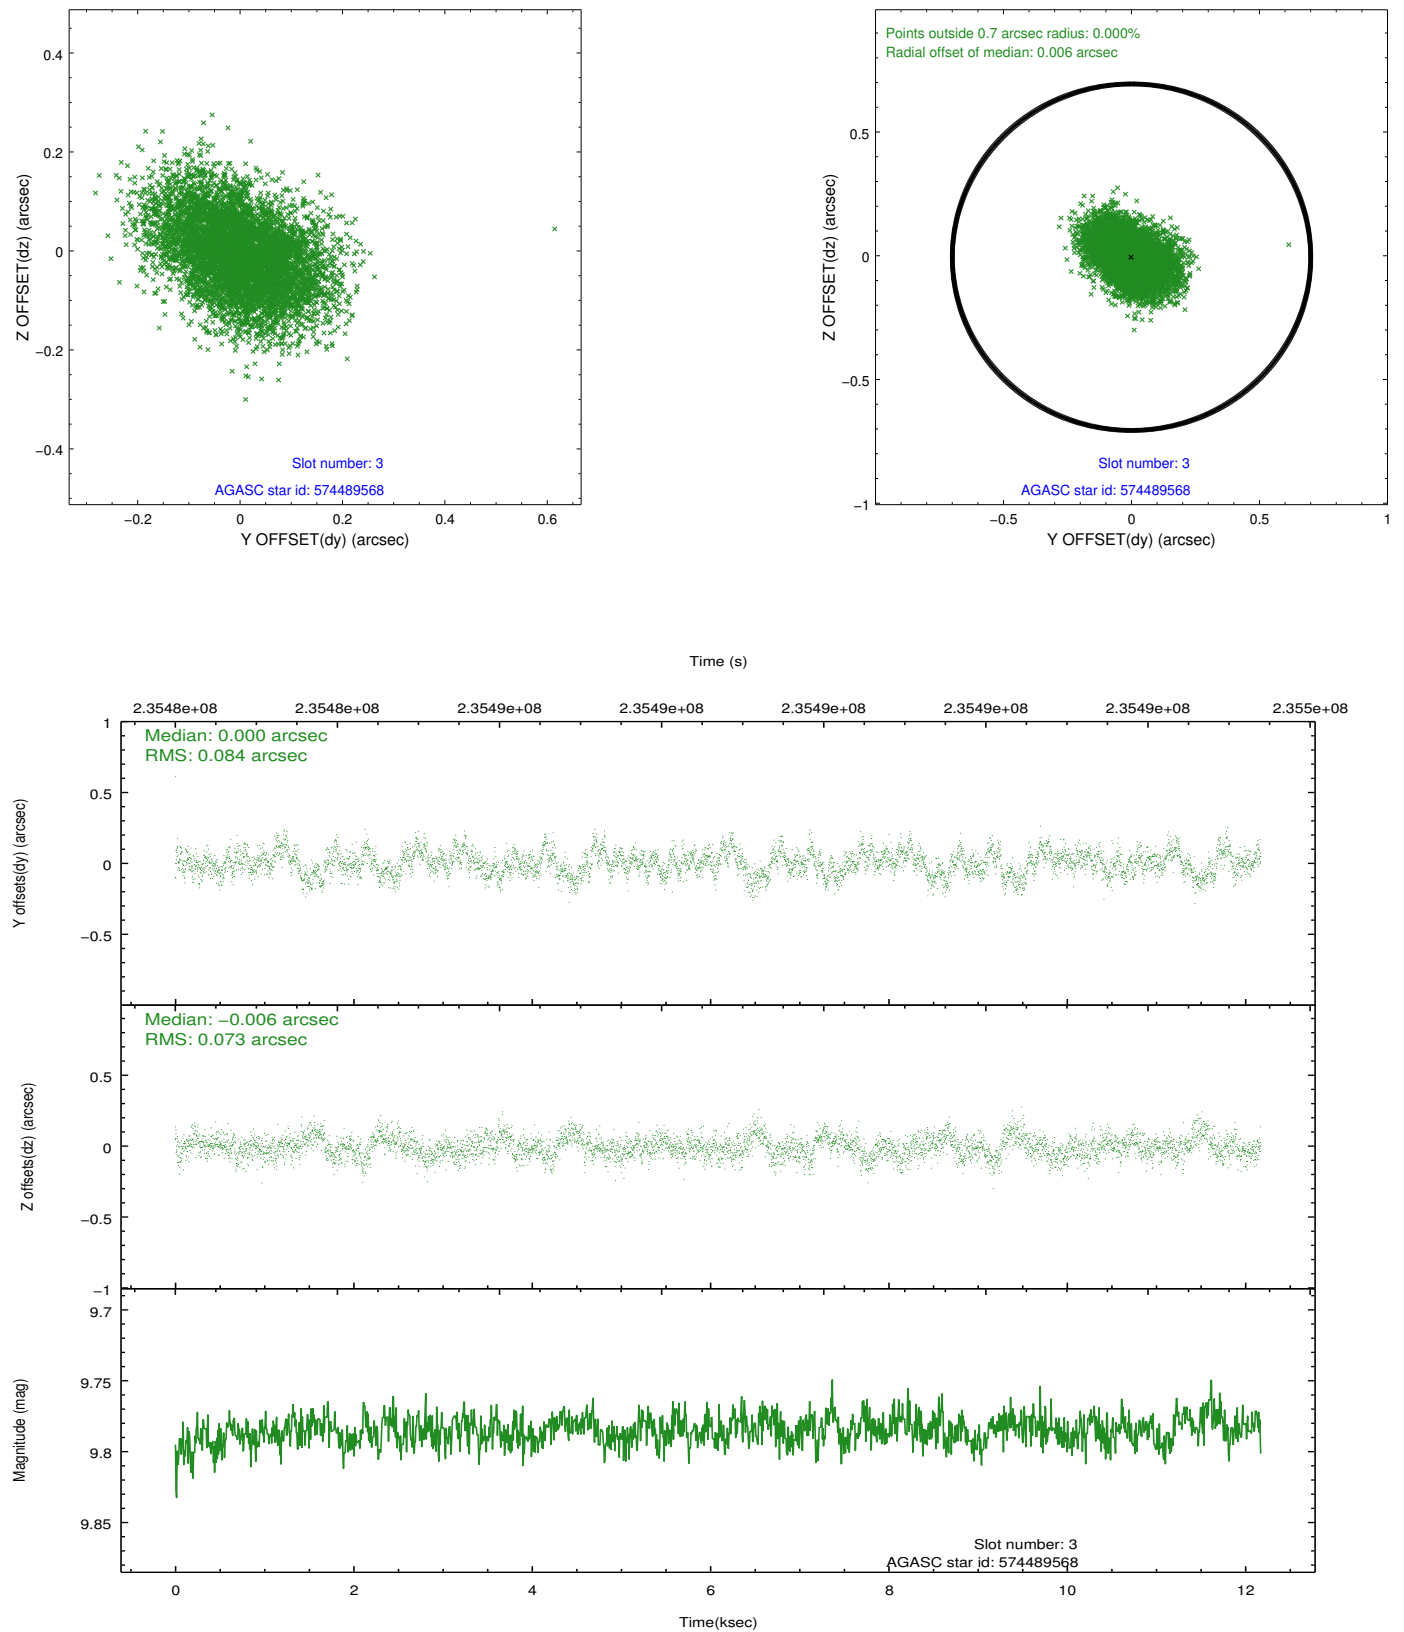 0.4
0.2
0
−0.2
−0.4
Z OFFSET(dz) (arcsec)
Slot number: 3
AGASC star id: 574489568
−0.2 0 0.2 0.4 0.6
Y OFFSET(dy) (arcsec)
Points outside 0.7 arcsec radius: 0.000%
Radial offset of median: 0.006 arcsec
0.5
0
−0.5
−1
Z OFFSET(dz) (arcsec)
Slot number: 3
AGASC star id: 574489568
−0.5 0 0.5 1
Y OFFSET(dy) (arcsec)
Time (s)
2.3548e+08 2.3548e+08 2.3549e+08 2.3549e+08 2.3549e+08 2.3549e+08 2.3549e+08 2.355e+08
Median: 0.000 arcsec
RMS: 0.084 arcsec
1
0.5
0
−0.5
Y offsets(dy) (arcsec)
Median: −0.006 arcsec
RMS: 0.073 arcsec
0.5
0
−0.5
−1
Z offsets(dz) (arcsec)
9.7
9.75
9.8
9.85
Magnitude (mag)
Slot number: 3
AGASC star id: 574489568
0 2 4 6 8 10 12
Time(ksec)